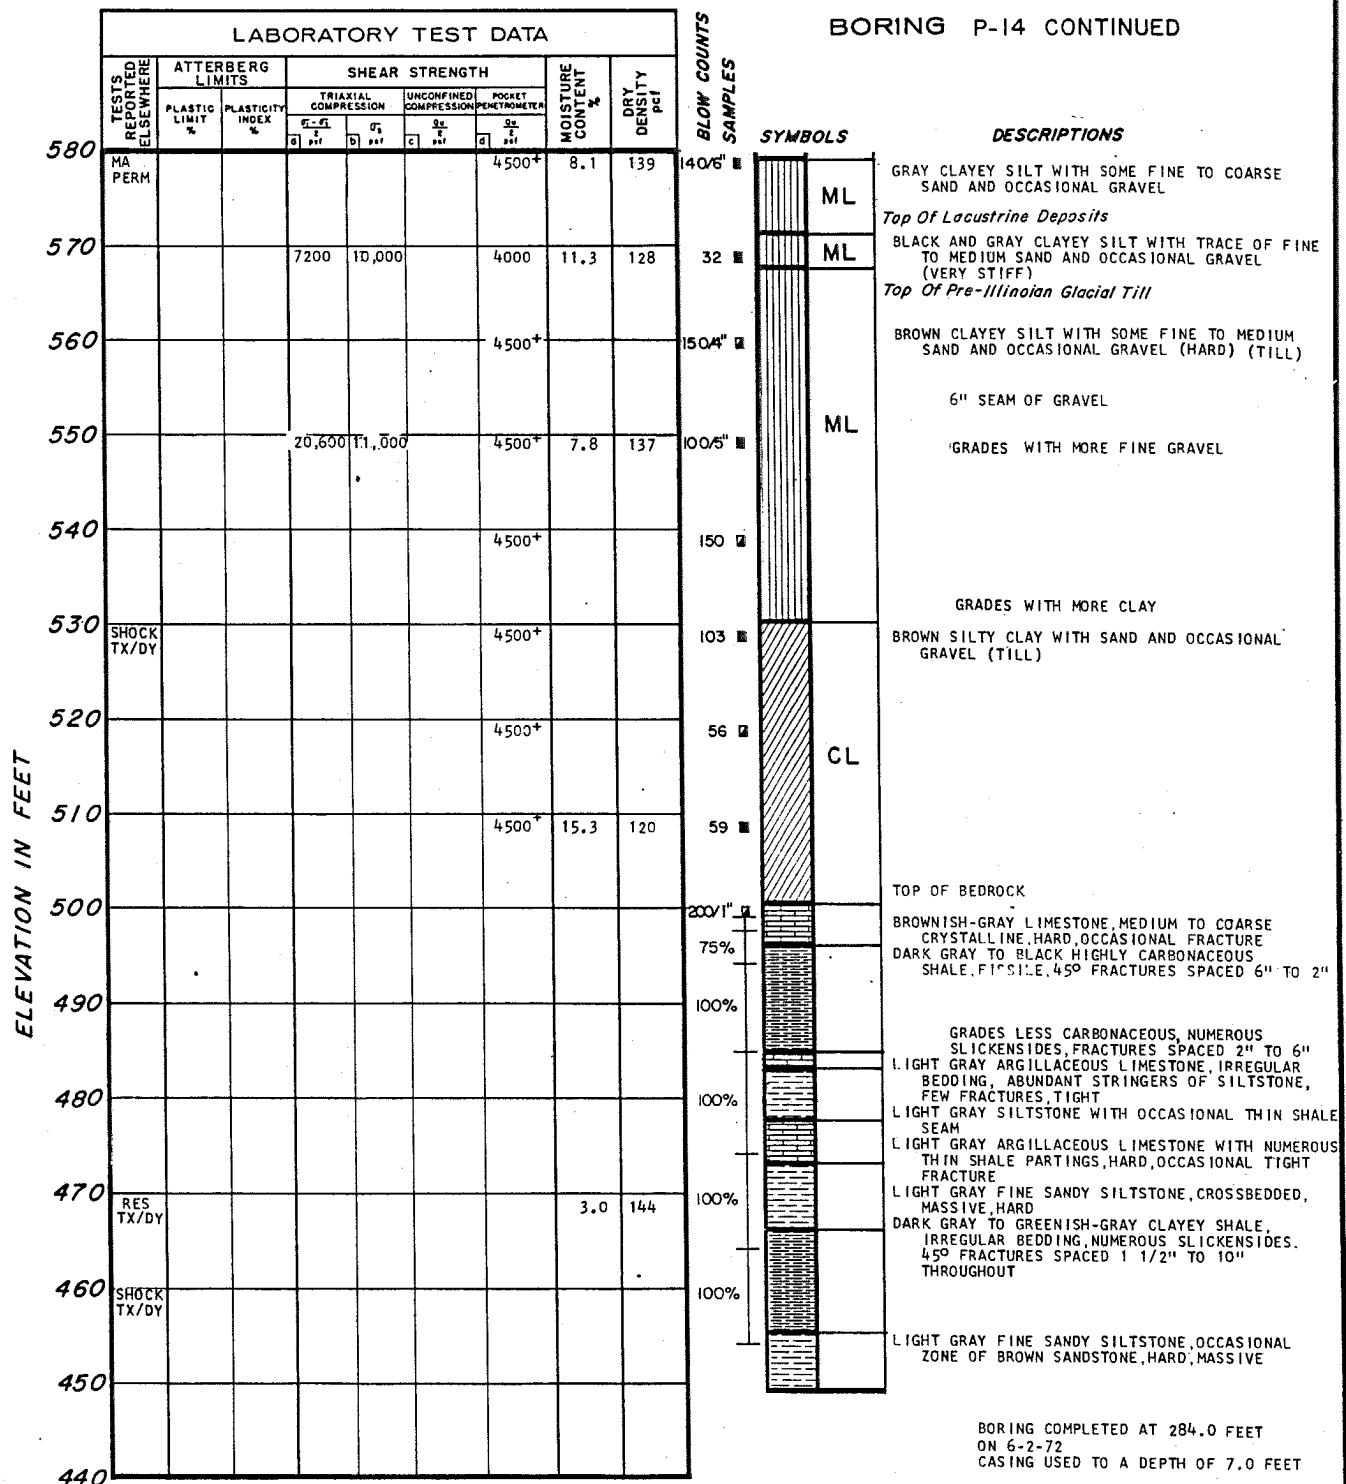 BORING P-14 CONTINUED
LABORATORY TEST DATA
TESTS REPORTED ELSEWHERE
ATTERBERG LIMITS
SHEAR STRENGTH
MOISTURE CONTENT %
DRY DENSITY pcf
BLOW COUNTS
SAMPLES
PLASTIC LIMIT %
PLASTICITY INDEX %
TRIAXIAL COMPRESSION
UNCONFINED COMPRESSION
POCKET PENETROMETER
a psf
b psf
c psf
d psf
SYMBOLS
DESCRIPTIONS
ELEVATION IN FEET
580
MA PERM 4500+ 8.1 139 140/6"
ML
GRAY CLAYEY SILT WITH SOME FINE TO COARSE
SAND AND OCCASIONAL GRAVEL
Top Of Lacustrine Deposits
570
7200 10,000 4000 11.3 128 32
ML
BLACK AND GRAY CLAYEY SILT WITH TRACE OF FINE
TO MEDIUM SAND AND OCCASIONAL GRAVEL
(VERY STIFF)
Top Of Pre-Illinoian Glacial Till
560
4500+ 150/4"
BROWN CLAYEY SILT WITH SOME FINE TO MEDIUM
SAND AND OCCASIONAL GRAVEL (HARD) (TILL)
6" SEAM OF GRAVEL
ML
550
20,600 11,000 4500+ 7.8 137 100/5"
GRADES WITH MORE FINE GRAVEL
540
4500+ 150
GRADES WITH MORE CLAY
530
SHOCK TX/DY 4500+ 103
BROWN SILTY CLAY WITH SAND AND OCCASIONAL
GRAVEL (TILL)
520
4500+ 56
CL
510
4500+ 15.3 120 59
TOP OF BEDROCK
500
200/1"
BROWNISH-GRAY LIMESTONE, MEDIUM TO COARSE
CRYSTALLINE, HARD, OCCASIONAL FRACTURE
75%
DARK GRAY TO BLACK HIGHLY CARBONACEOUS
SHALE, FISSILE, 45° FRACTURES SPACED 6" TO 2"
490
100%
GRADES LESS CARBONACEOUS, NUMEROUS
SLICKENSIDES, FRACTURES SPACED 2" TO 6"
LIGHT GRAY ARGILLACEOUS LIMESTONE, IRREGULAR
BEDDING, ABUNDANT STRINGERS OF SILTSTONE,
FEW FRACTURES, TIGHT
480
100%
LIGHT GRAY SILTSTONE WITH OCCASIONAL THIN SHALE
SEAM
LIGHT GRAY ARGILLACEOUS LIMESTONE WITH NUMEROUS
THIN SHALE PARTINGS, HARD, OCCASIONAL TIGHT
FRACTURE
470
RES TX/DY 3.0 144 100%
LIGHT GRAY FINE SANDY SILTSTONE, CROSSBEDDED,
MASSIVE, HARD
DARK GRAY TO GREENISH-GRAY CLAYEY SHALE,
IRREGULAR BEDDING, NUMEROUS SLICKENSIDES.
45° FRACTURES SPACED 1 1/2" TO 10"
THROUGHOUT
460
SHOCK TX/DY 100%
LIGHT GRAY FINE SANDY SILTSTONE, OCCASIONAL
ZONE OF BROWN SANDSTONE, HARD, MASSIVE
450
BORING COMPLETED AT 284.0 FEET
ON 6-2-72
CASING USED TO A DEPTH OF 7.0 FEET
440